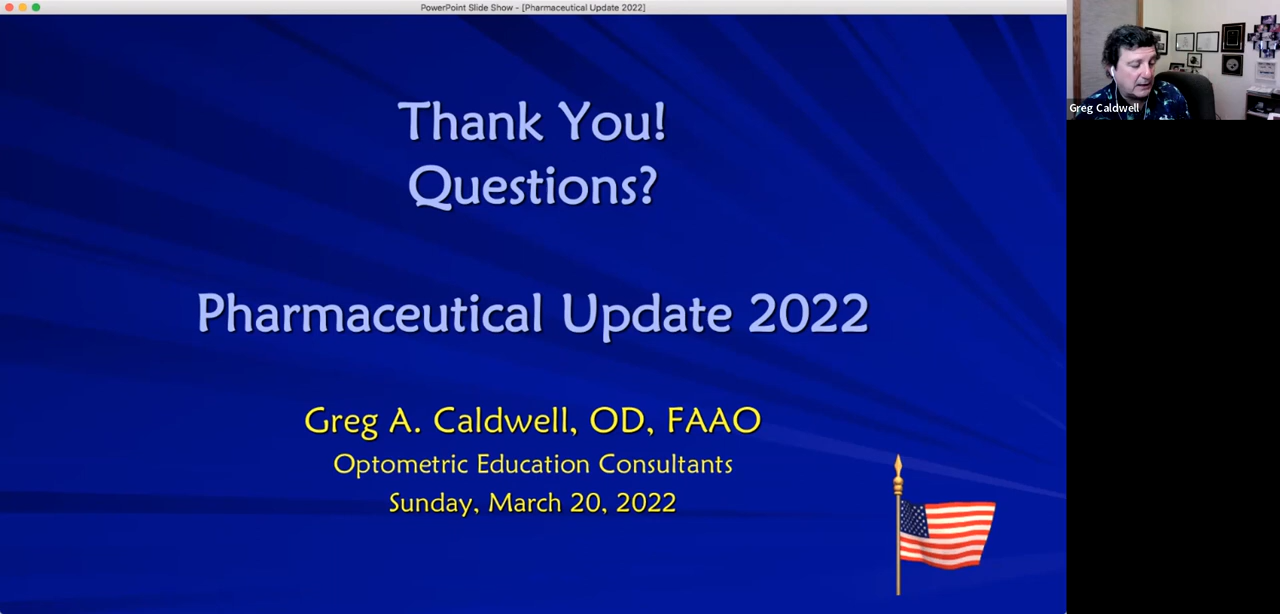 PowerPoint Slide Show - [Pharmaceutical Update 2022]
Thank You!
Questions?
Pharmaceutical Update 2022
Greg A. Caldwell, OD, FAAO
Optometric Education Consultants
Sunday, March 20, 2022
Greg Caldwell